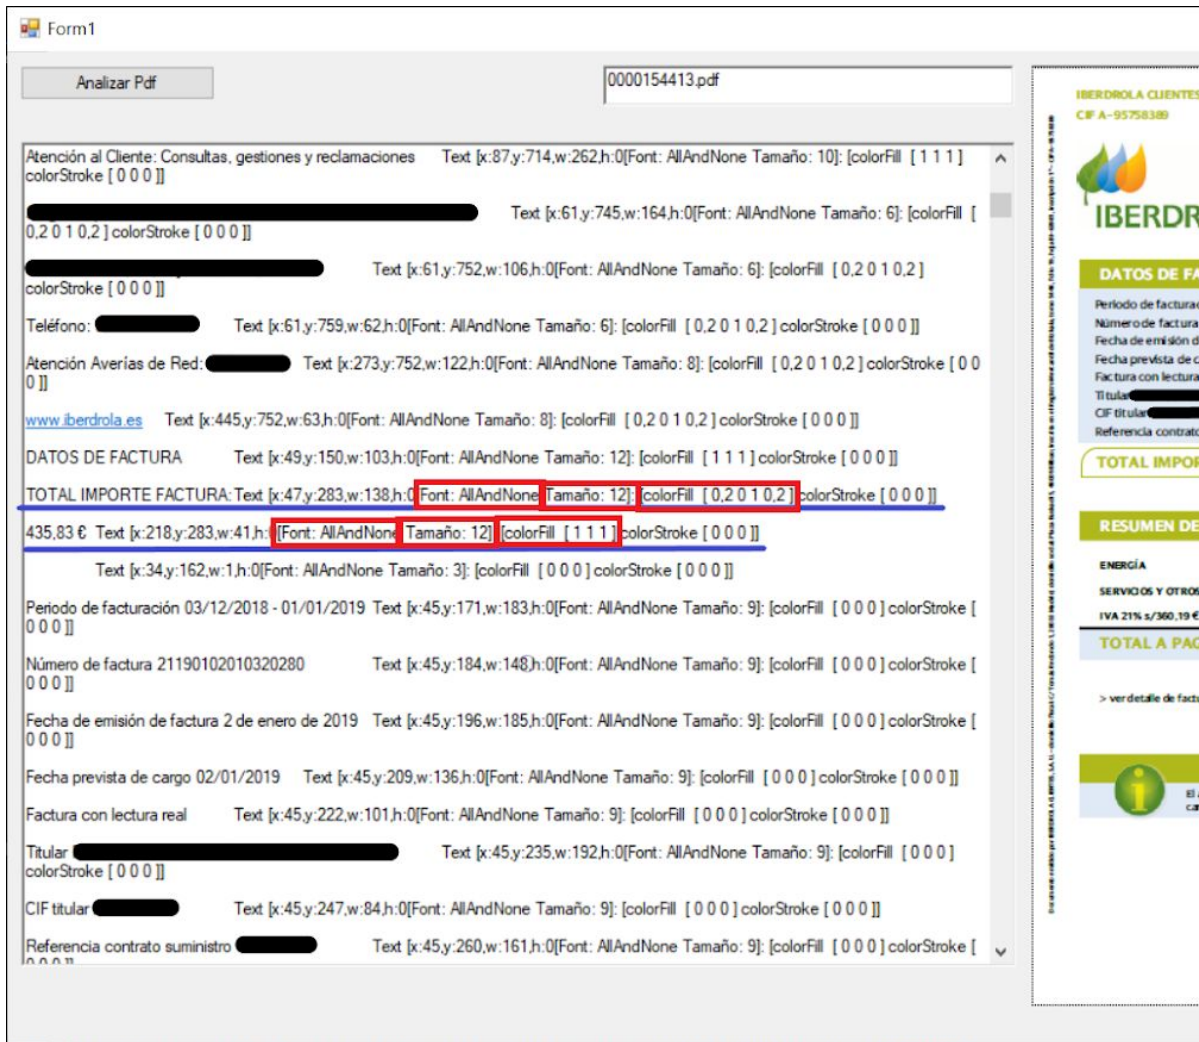 Form1
Analizar Pdf
0000154413.pdf
Atención al Cliente: Consultas, gestiones y reclamaciones Text [x:87,y:714,w:262,h:0[Font: AllAndNone Tamaño: 10]: [colorFill [ 1 1 1 ]
colorStroke [ 0 0 0 ]]
Text [x:61,y:745,w:164,h:0[Font: AllAndNone Tamaño: 6]: [colorFill [
0,2 0 1 0,2 ] colorStroke [ 0 0 0 ]]
Text [x:61,y:752,w:106,h:0[Font: AllAndNone Tamaño: 6]: [colorFill [ 0,2 0 1 0,2 ]
colorStroke [ 0 0 0 ]]
Teléfono: Text [x:61,y:759,w:62,h:0[Font: AllAndNone Tamaño: 6]: [colorFill [ 0,2 0 1 0,2 ] colorStroke [ 0 0 0 ]]
Atención Averías de Red: Text [x:273,y:752,w:122,h:0[Font: AllAndNone Tamaño: 8]: [colorFill [ 0,2 0 1 0,2 ] colorStroke [ 0 0
0 ]]
www.iberdrola.es Text [x:445,y:752,w:63,h:0[Font: AllAndNone Tamaño: 8]: [colorFill [ 0,2 0 1 0,2 ] colorStroke [ 0 0 0 ]]
DATOS DE FACTURA Text [x:49,y:150,w:103,h:0[Font: AllAndNone Tamaño: 12]: [colorFill [ 1 1 1 ] colorStroke [ 0 0 0 ]]
TOTAL IMPORTE FACTURA: Text [x:47,y:283,w:138,h:0[Font: AllAndNone Tamaño: 12]: [colorFill [ 0,2 0 1 0,2 ] colorStroke [ 0 0 0 ]]
435,83 € Text [x:218,y:283,w:41,h:0[Font: AllAndNone Tamaño: 12]: [colorFill [ 1 1 1 ] colorStroke [ 0 0 0 ]]
Text [x:34,y:162,w:1,h:0[Font: AllAndNone Tamaño: 3]: [colorFill [ 0 0 0 ] colorStroke [ 0 0 0 ]]
Periodo de facturación 03/12/2018 - 01/01/2019 Text [x:45,y:171,w:183,h:0[Font: AllAndNone Tamaño: 9]: [colorFill [ 0 0 0 ] colorStroke [
0 0 0 ]]
Número de factura 21190102010320280 Text [x:45,y:184,w:148,h:0[Font: AllAndNone Tamaño: 9]: [colorFill [ 0 0 0 ] colorStroke [
0 0 0 ]]
Fecha de emisión de factura 2 de enero de 2019 Text [x:45,y:196,w:185,h:0[Font: AllAndNone Tamaño: 9]: [colorFill [ 0 0 0 ] colorStroke [
0 0 0 ]]
Fecha prevista de cargo 02/01/2019 Text [x:45,y:209,w:136,h:0[Font: AllAndNone Tamaño: 9]: [colorFill [ 0 0 0 ] colorStroke [ 0 0 0 ]]
Factura con lectura real Text [x:45,y:222,w:101,h:0[Font: AllAndNone Tamaño: 9]: [colorFill [ 0 0 0 ] colorStroke [ 0 0 0 ]]
Titular Text [x:45,y:235,w:192,h:0[Font: AllAndNone Tamaño: 9]: [colorFill [ 0 0 0 ]
colorStroke [ 0 0 0 ]]
CIF titular Text [x:45,y:247,w:84,h:0[Font: AllAndNone Tamaño: 9]: [colorFill [ 0 0 0 ] colorStroke [ 0 0 0 ]]
Referencia contrato suministro Text [x:45,y:260,w:161,h:0[Font: AllAndNone Tamaño: 9]: [colorFill [ 0 0 0 ] colorStroke [
0 0 0 ]]
IBERDROLA CLIENTES
CIF A-95758389
IBERDR
DATOS DE FA
Periodo de facturac
Número de factura
Fecha de emisión d
Fecha prevista de c
Factura con lectura
Titular
CIF titular
Referencia contrato
TOTAL IMPOR
RESUMEN DE
ENERGÍA
SERVICIOS Y OTROS
IVA 21% s/360,19 €
TOTAL A PAG
> ver detalle de factu
El
ca